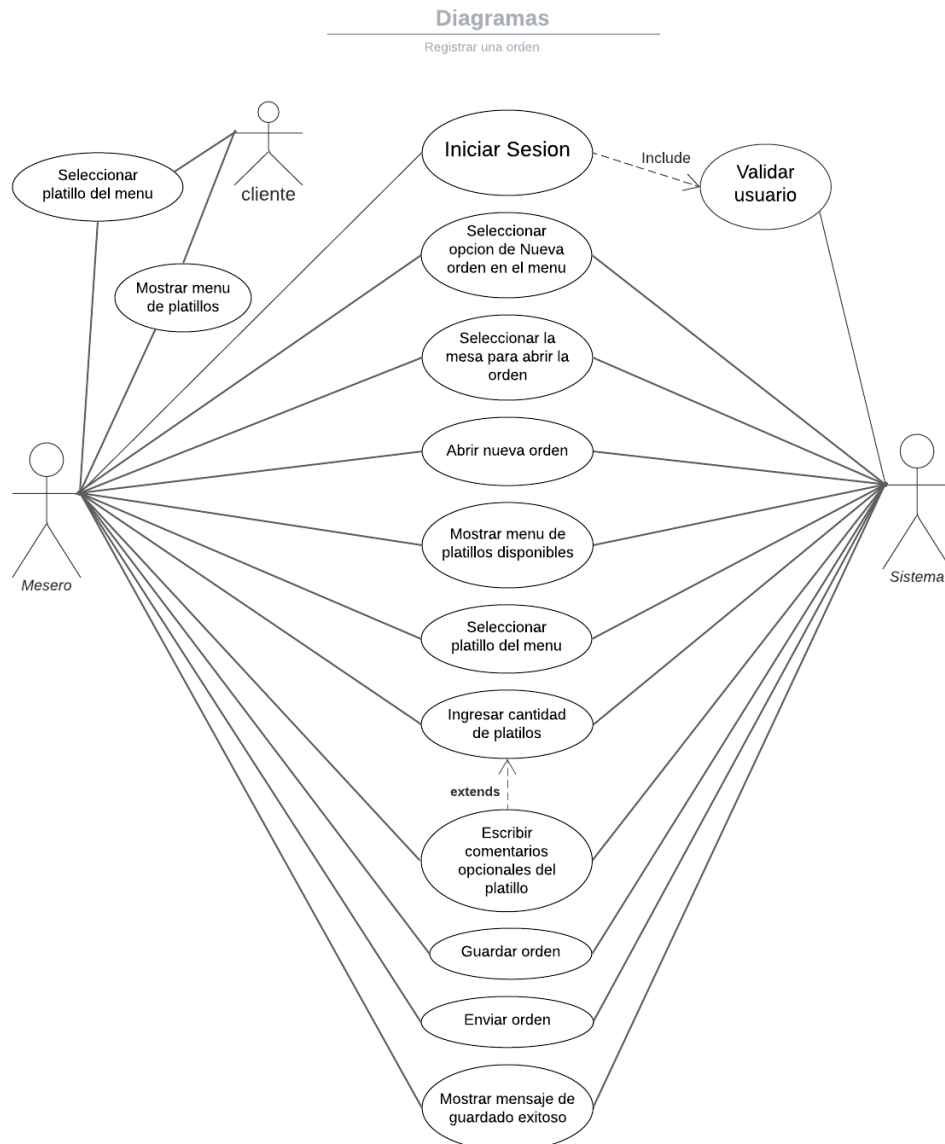 Diagramas
Registrar una orden
cliente
Seleccionar
platillo del menu
Mostrar menu
de platillos
Iniciar Sesion
Include
Validar
usuario
Seleccionar
opcion de Nueva
orden en el menu
Seleccionar la
mesa para abrir la
orden
Abrir nueva orden
Mostrar menu de
platillos disponibles
Mesero
Sistema
Seleccionar
platillo del menu
Ingresar cantidad
de platilos
extends
Escribir
comentarios
opcionales del
platillo
Guardar orden
Enviar orden
Mostrar mensaje de
guardado exitoso